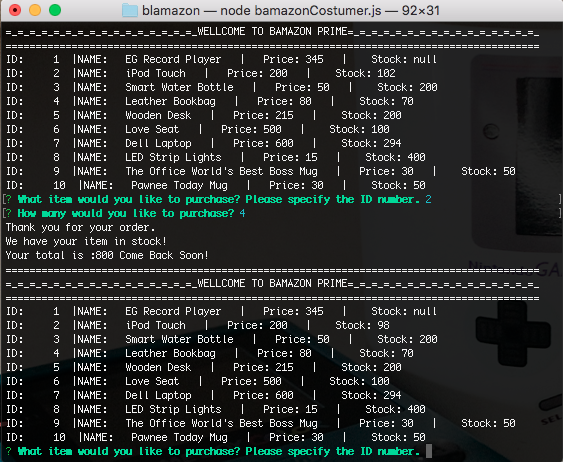 blamazon — node bamazonCostumer.js — 92×31
-_-_-_-_-_-_-_-_-_-_-_-_-_-_-_-WELLCOME TO BAMAZON PRIME-_-_-_-_-_-_-_-_-_-_-_-_-_-_-_-_
=========================================================================================
ID: 1 |NAME: EG Record Player | Price: 345 | Stock: null
ID: 2 |NAME: iPod Touch | Price: 200 | Stock: 102
ID: 3 |NAME: Smart Water Bottle | Price: 50 | Stock: 200
ID: 4 |NAME: Leather Bookbag | Price: 80 | Stock: 70
ID: 5 |NAME: Wooden Desk | Price: 215 | Stock: 200
ID: 6 |NAME: Love Seat | Price: 500 | Stock: 100
ID: 7 |NAME: Dell Laptop | Price: 600 | Stock: 294
ID: 8 |NAME: LED Strip Lights | Price: 15 | Stock: 400
ID: 9 |NAME: The Office World's Best Boss Mug | Price: 30 | Stock: 50
ID: 10 |NAME: Pawnee Today Mug | Price: 30 | Stock: 50
[? What item would you like to purchase? Please specify the ID number. 2 ]
[? How many would you like to purchase? 4 ]
Thank you for your order.
We have your item in stock!
Your total is :800 Come Back Soon!
=========================================================================================
-_-_-_-_-_-_-_-_-_-_-_-_-_-_-_-WELLCOME TO BAMAZON PRIME-_-_-_-_-_-_-_-_-_-_-_-_-_-_-_-_
=========================================================================================
ID: 1 |NAME: EG Record Player | Price: 345 | Stock: null
ID: 2 |NAME: iPod Touch | Price: 200 | Stock: 98
ID: 3 |NAME: Smart Water Bottle | Price: 50 | Stock: 200
ID: 4 |NAME: Leather Bookbag | Price: 80 | Stock: 70
ID: 5 |NAME: Wooden Desk | Price: 215 | Stock: 200
ID: 6 |NAME: Love Seat | Price: 500 | Stock: 100
ID: 7 |NAME: Dell Laptop | Price: 600 | Stock: 294
ID: 8 |NAME: LED Strip Lights | Price: 15 | Stock: 400
ID: 9 |NAME: The Office World's Best Boss Mug | Price: 30 | Stock: 50
ID: 10 |NAME: Pawnee Today Mug | Price: 30 | Stock: 50
? What item would you like to purchase? Please specify the ID number.